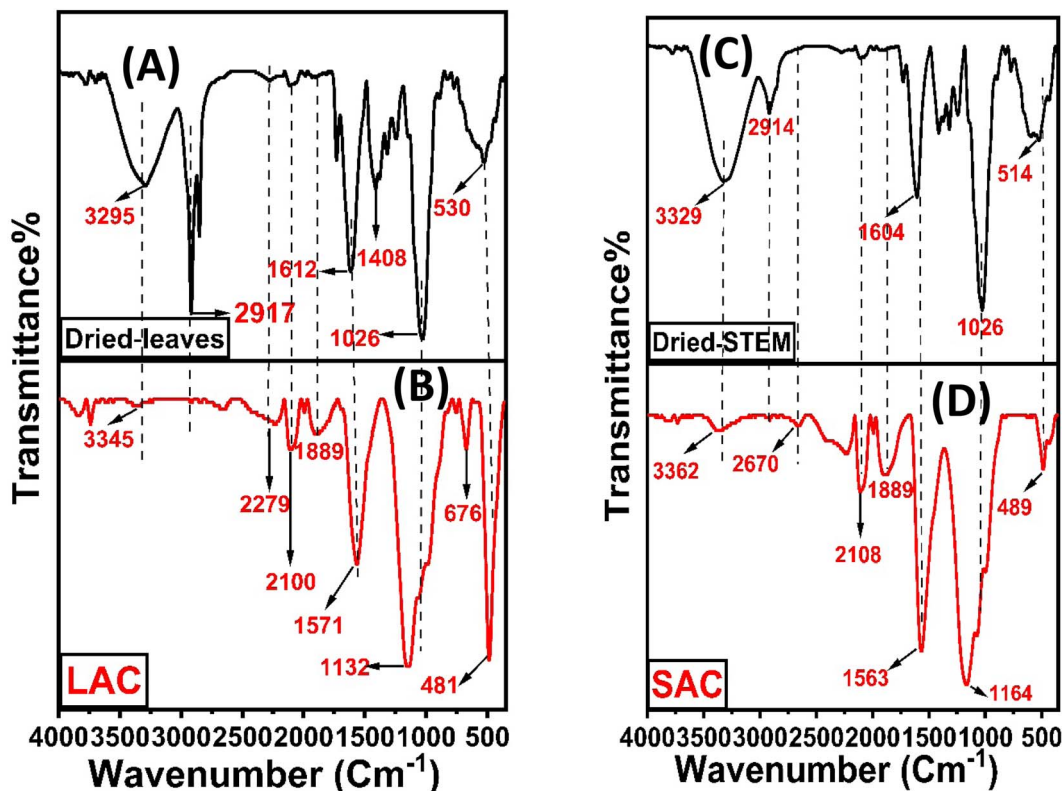 (A)
3295
2917
1612
1408
1026
530
Dried-leaves
(B)
3345
2279
2100
1889
1571
1132
676
481
LAC
Transmittance%
4000 3500 3000 2500 2000 1500 1000 500
Wavenumber (Cm⁻¹)
(C)
3329
2914
1604
1026
514
Dried-STEM
(D)
3362
2670
2108
1889
1563
1164
489
SAC
Transmittance%
4000 3500 3000 2500 2000 1500 1000 500
Wavenumber (Cm⁻¹)